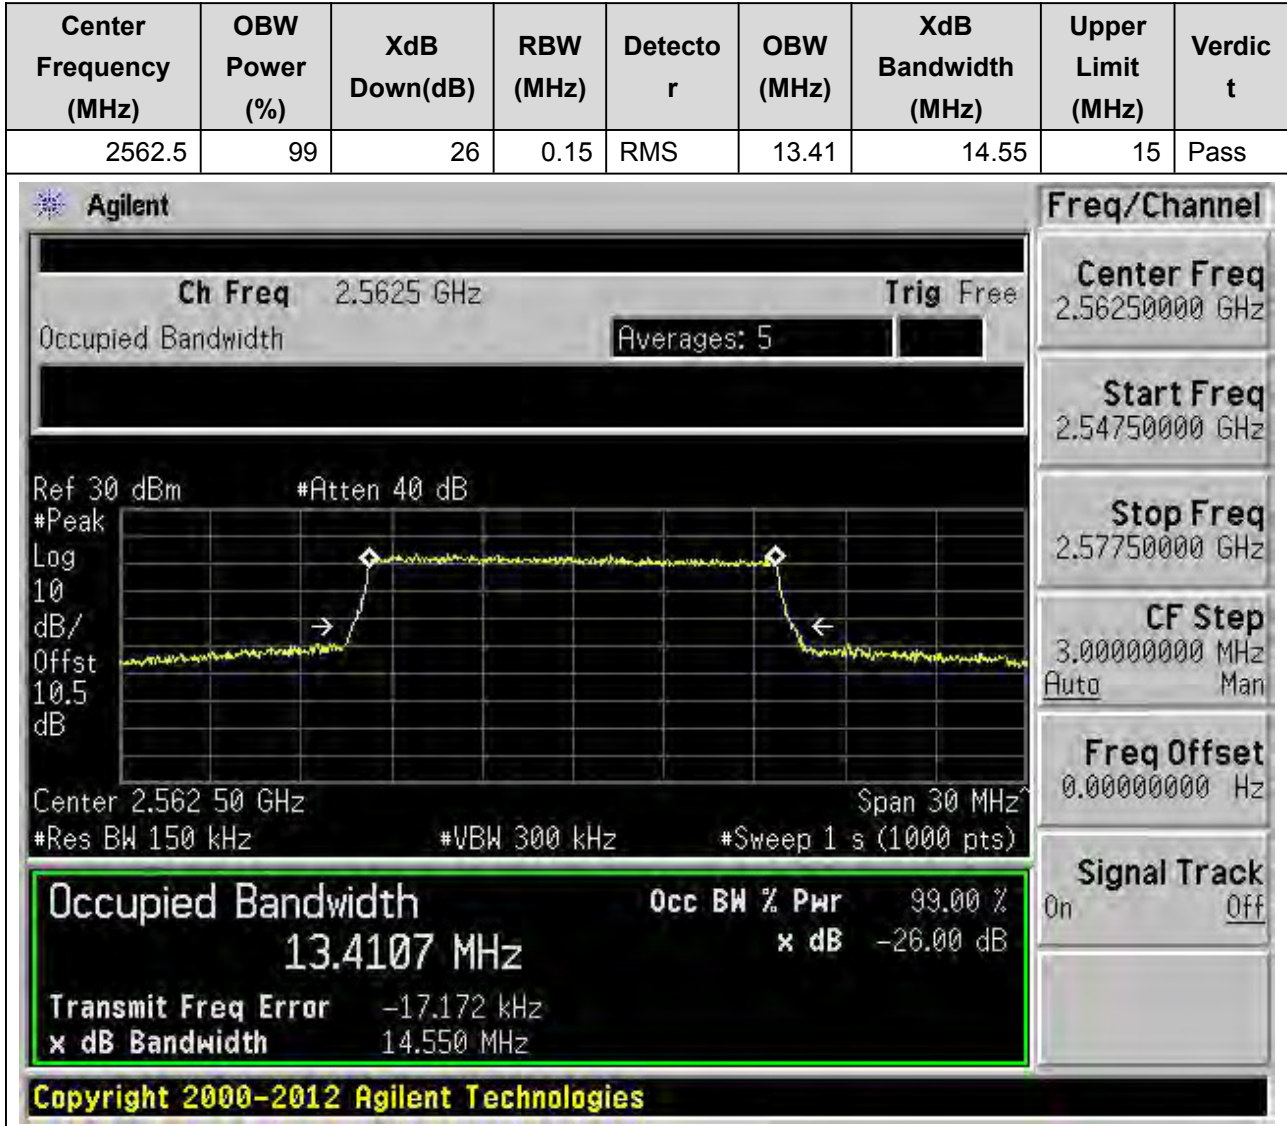 Center Frequency (MHz) OBW Power (%) XdB Down(dB) RBW (MHz) Detecto r OBW (MHz) XdB Bandwidth (MHz) Upper Limit (MHz) Verdic t
2562.5 99 26 0.15 RMS 13.41 14.55 15 Pass
Agilent
Freq/Channel
Ch Freq 2.5625 GHz Trig Free
Occupied Bandwidth Averages: 5
Center Freq
2.56250000 GHz
Start Freq
2.54750000 GHz
Stop Freq
2.57750000 GHz
CF Step
3.00000000 MHz
Auto Man
Freq Offset
0.00000000 Hz
Signal Track
On Off
Ref 30 dBm #Atten 40 dB
#Peak
Log
10
dB/
Offst
10.5
dB
Center 2.562 50 GHz Span 30 MHz^
#Res BW 150 kHz #VBW 300 kHz #Sweep 1 s (1000 pts)
Occupied Bandwidth Occ BW % Pwr 99.00 %
13.4107 MHz x dB -26.00 dB
Transmit Freq Error -17.172 kHz
x dB Bandwidth 14.550 MHz
Copyright 2000-2012 Agilent Technologies